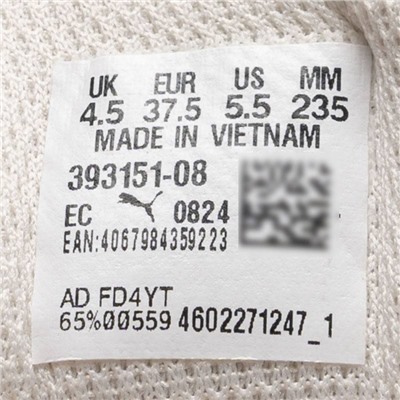 UK EUR US MM
4.5 37.5 5.5 235
MADE IN VIETNAM
393151-08
EC 0824
EAN:4067984359223
AD FD4YT
65%00559 4602271247_1